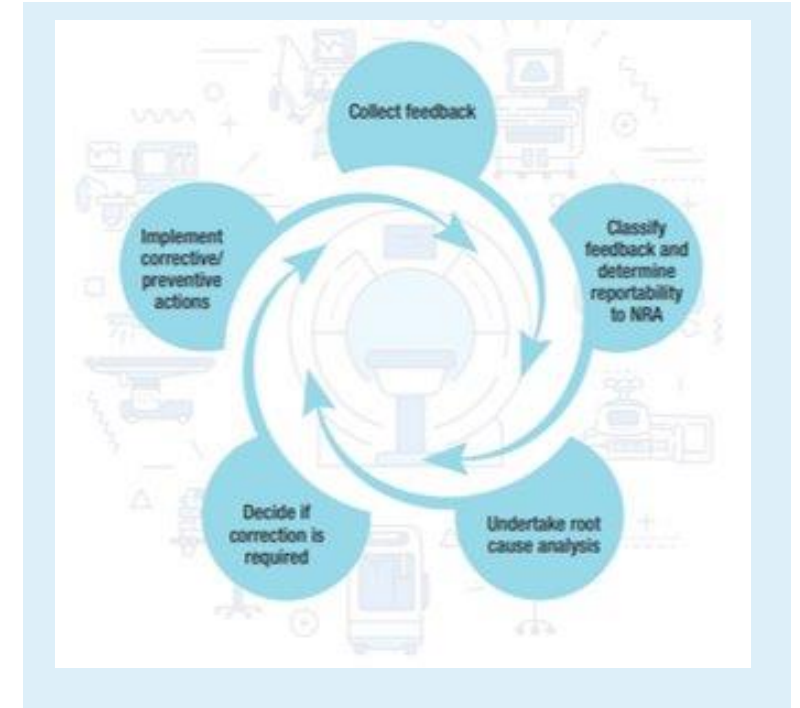 Collect feedback
Classify
feedback and
determine
reportability
to NRA
Undertake root
cause analysis
Decide if
correction is
required
Implement
corrective/
preventive
actions